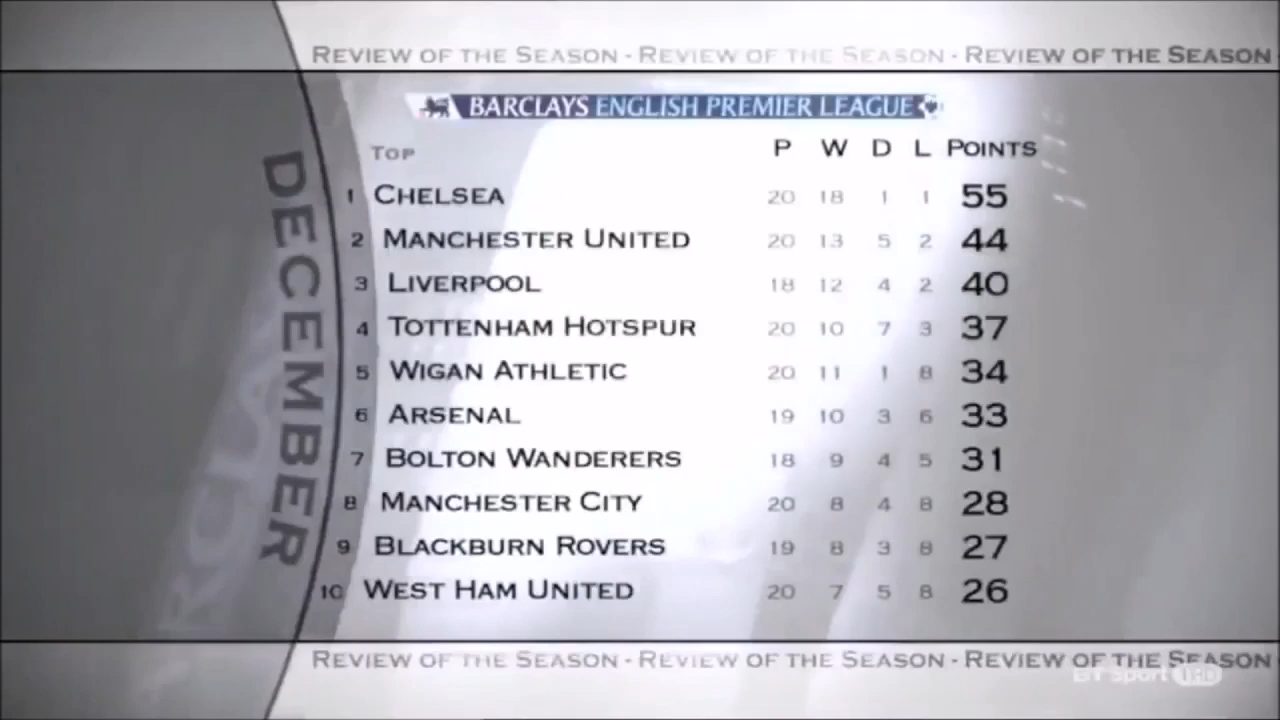 REVIEW OF THE SEASON - REVIEW OF THE SEASON - REVIEW OF THE SEASON
BARCLAYS ENGLISH PREMIER LEAGUE
DECEMBER
TOP P W D L POINTS
1 CHELSEA 20 18 1 1 55
2 MANCHESTER UNITED 20 13 5 2 44
3 LIVERPOOL 18 12 4 2 40
4 TOTTENHAM HOTSPUR 20 10 7 3 37
5 WIGAN ATHLETIC 20 11 1 8 34
6 ARSENAL 19 10 3 6 33
7 BOLTON WANDERERS 18 9 4 5 31
8 MANCHESTER CITY 20 8 4 8 28
9 BLACKBURN ROVERS 19 8 3 8 27
10 WEST HAM UNITED 20 7 5 8 26
REVIEW OF THE SEASON - REVIEW OF THE SEASON - REVIEW OF THE SEASON
BT Sport 1HD